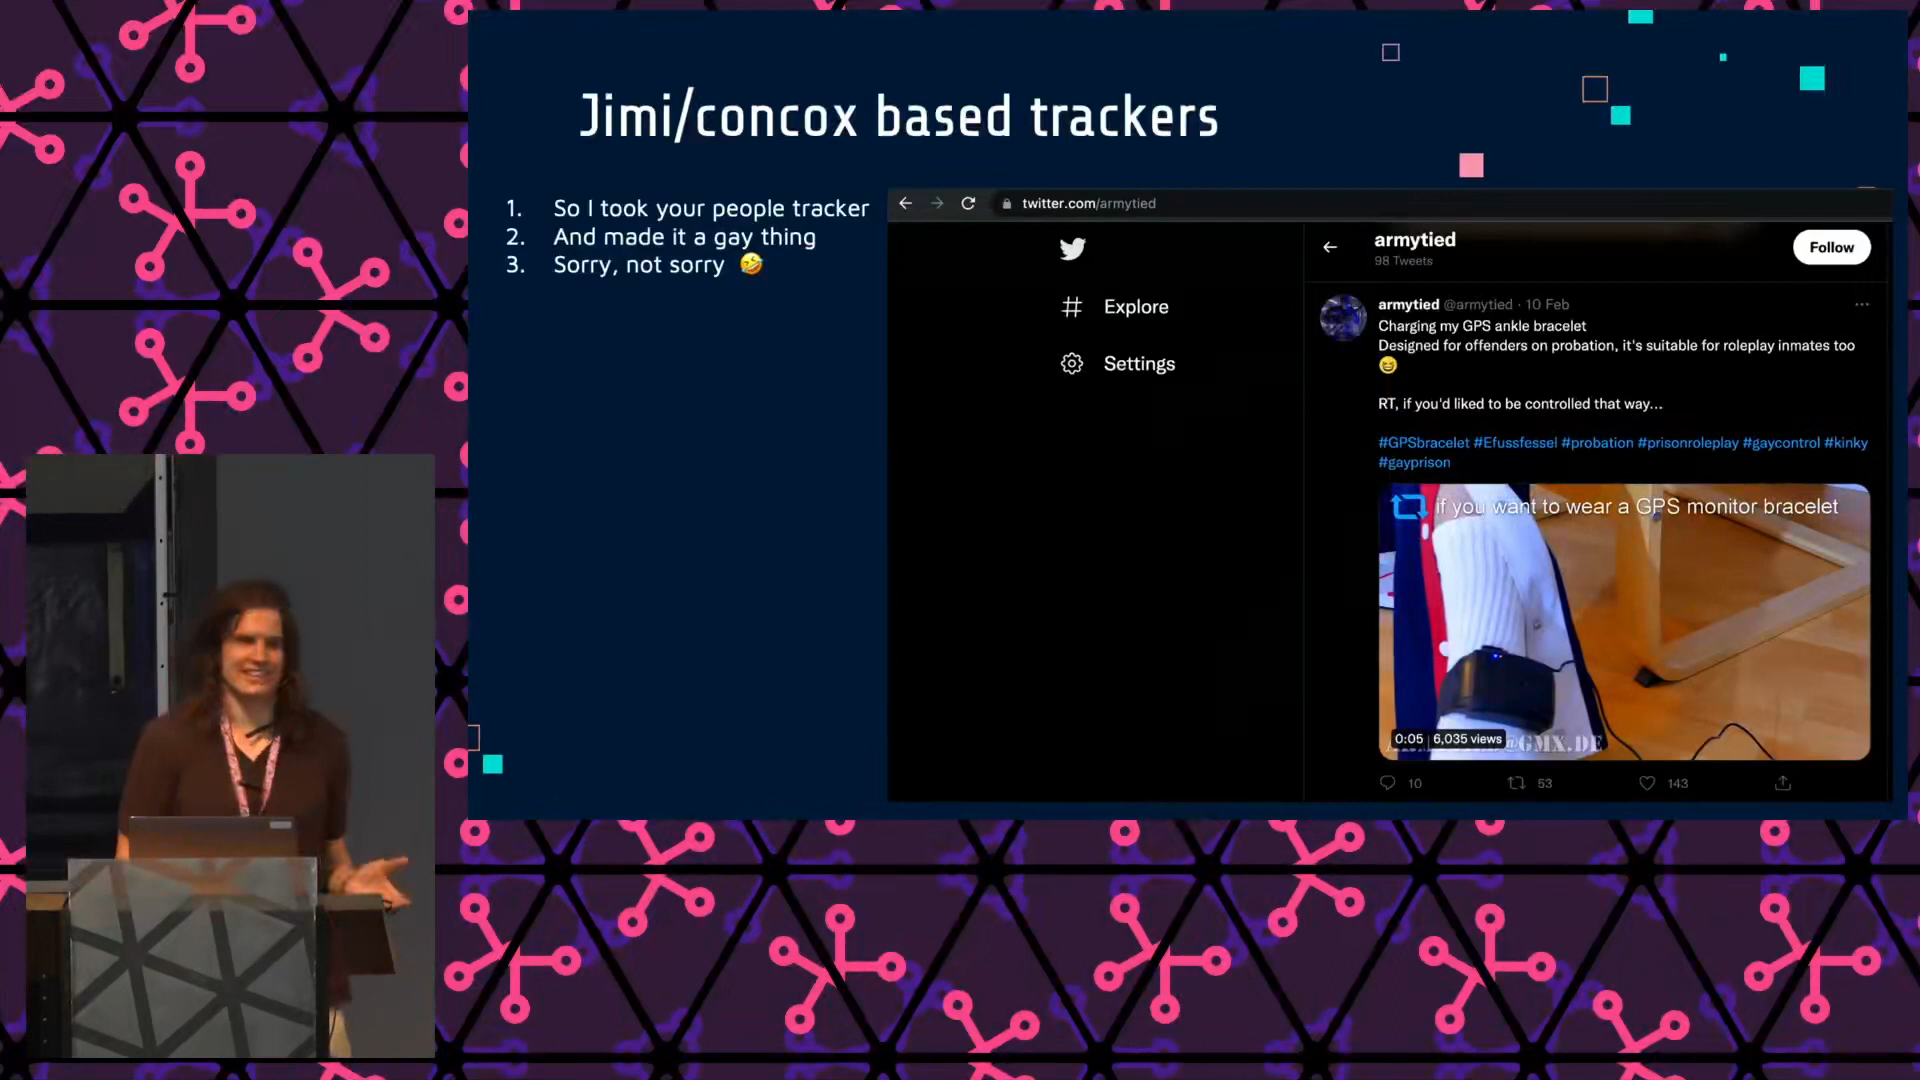 Jimi/concox based trackers
1. So I took your people tracker
2. And made it a gay thing
3. Sorry, not sorry 🤣
twitter.com/armytied
armytied
98 Tweets
Follow
Explore
Settings
armytied @armytied · 10 Feb
Charging my GPS ankle bracelet
Designed for offenders on probation, it's suitable for roleplay inmates too
😆
RT, if you'd liked to be controlled that way...
#GPSbracelet #Efussfessel #probation #prisonroleplay #gaycontrol #kinky
#gayprison
if you want to wear a GPS monitor bracelet
0:05 6,035 views
@GMX.DE
10 53 143